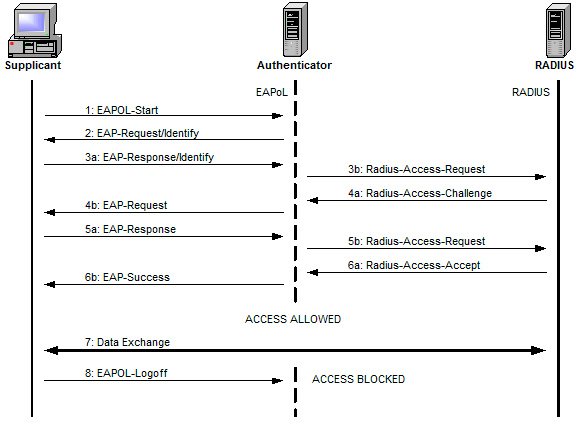 Supplicant
Authenticator
RADIUS
EAPoL
RADIUS
1: EAPOL-Start
2: EAP-Request/Identify
3a: EAP-Response/Identify
3b: Radius-Access-Request
4a: Radius-Access-Challenge
4b: EAP-Request
5a: EAP-Response
5b: Radius-Access-Request
6a: Radius-Access-Accept
6b: EAP-Success
ACCESS ALLOWED
7: Data Exchange
8: EAPOL-Logoff
ACCESS BLOCKED